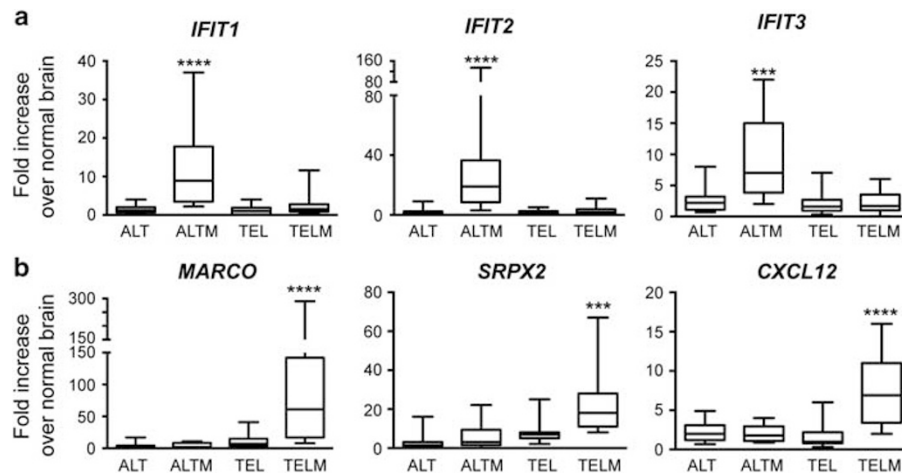 a
IFIT1
IFIT2
IFIT3
Fold increase
over normal brain
40
30
20
10
0
****
ALT ALTM TEL TELM
160
80
80
40
0
****
ALT ALTM TEL TELM
25
20
15
10
5
0
***
ALT ALTM TEL TELM
b
MARCO
SRPX2
CXCL12
Fold increase
over normal brain
300
150
150
100
50
0
****
ALT ALTM TEL TELM
80
60
40
20
0
***
ALT ALTM TEL TELM
20
15
10
5
0
****
ALT ALTM TEL TELM